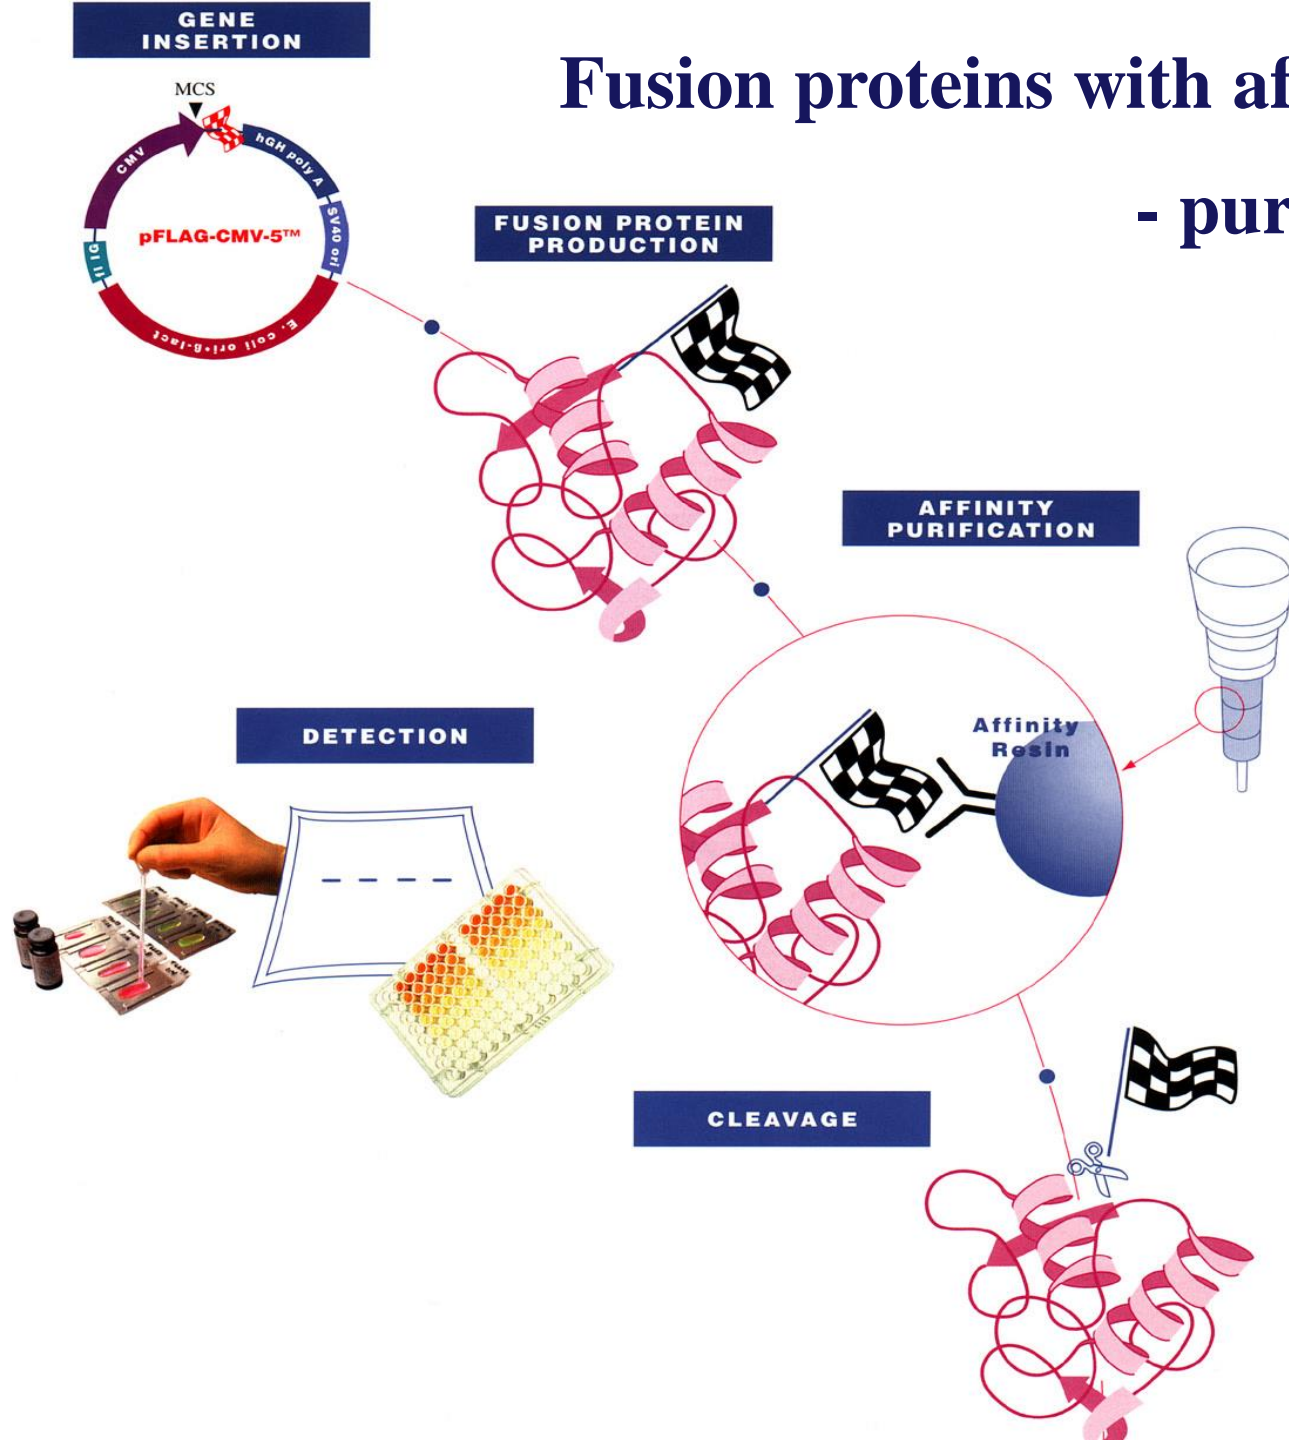 GENE
INSERTION
Fusion proteins with af
- pur
MCS
CMV
hGH poly A
SV40 ori
pFLAG-CMV-5™
f1 IG
E. coli ori•β-lact
FUSION PROTEIN
PRODUCTION
AFFINITY
PURIFICATION
Affinity
Resin
DETECTION
CLEAVAGE